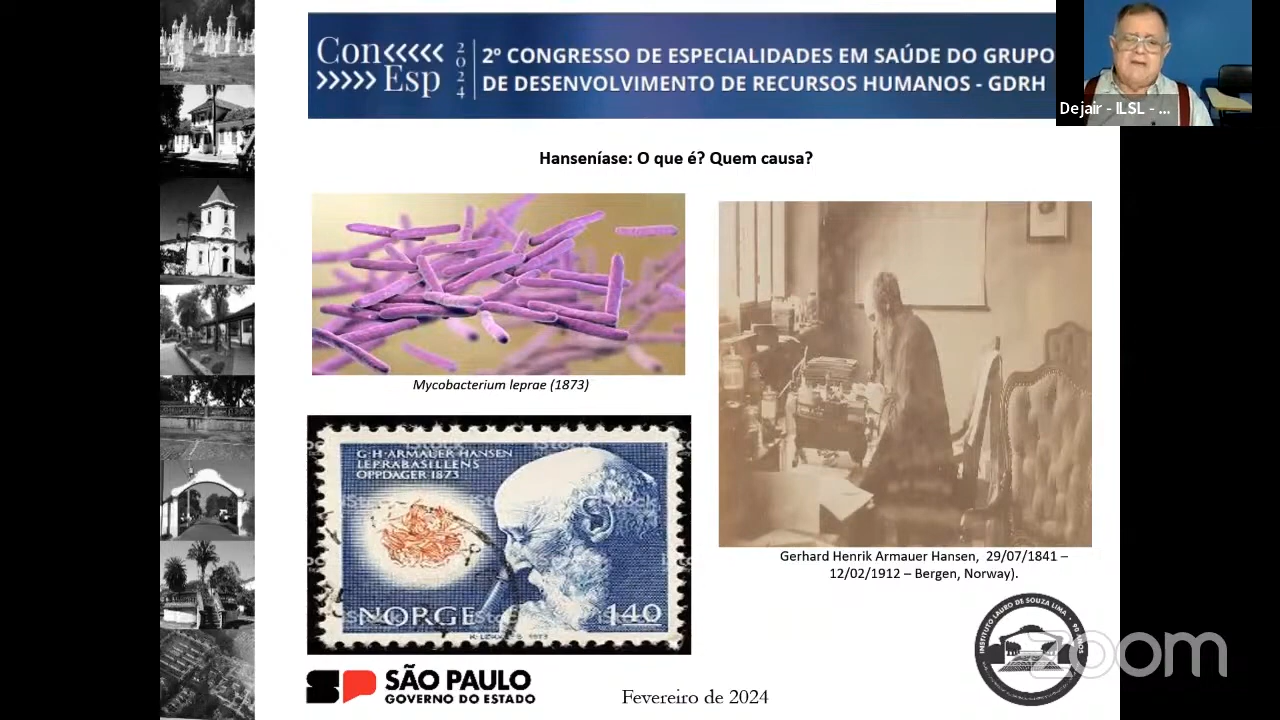 Con
Esp
2024
2º CONGRESSO DE ESPECIALIDADES EM SAÚDE DO GRUPO
DE DESENVOLVIMENTO DE RECURSOS HUMANOS - GDRH
Dejair - ILSL - ...
Hanseníase: O que é? Quem causa?
Mycobacterium leprae (1873)
G·H·ARMAUER HANSEN
LEPRABASILLENS
OPPDAGER 1873
NORGE 140
Gerhard Henrik Armauer Hansen, 29/07/1841 –
12/02/1912 – Bergen, Norway).
INSTITUTO LAURO DE SOUZA LIMA
90 ANOS
zoom
SÃO PAULO
GOVERNO DO ESTADO
SP
Fevereiro de 2024